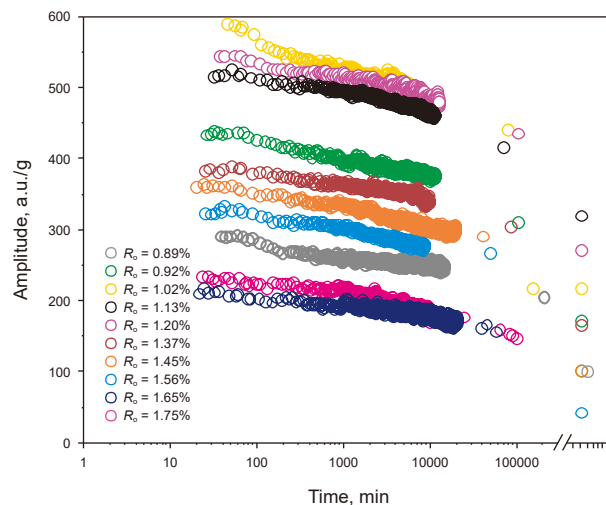 600
500
400
300
200
100
0
Amplitude, a.u./g
Rₒ = 0.89%
Rₒ = 0.92%
Rₒ = 1.02%
Rₒ = 1.13%
Rₒ = 1.20%
Rₒ = 1.37%
Rₒ = 1.45%
Rₒ = 1.56%
Rₒ = 1.65%
Rₒ = 1.75%
1 10 100 1000 10000 100000
Time, min